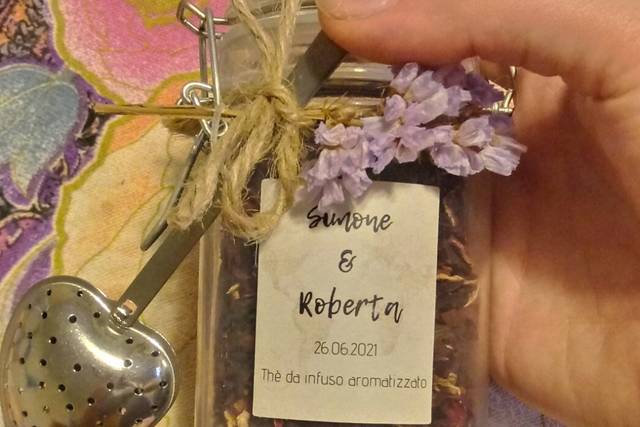 Simone
&
Roberta
26.06.2021
Thè da infuso aromatizzato